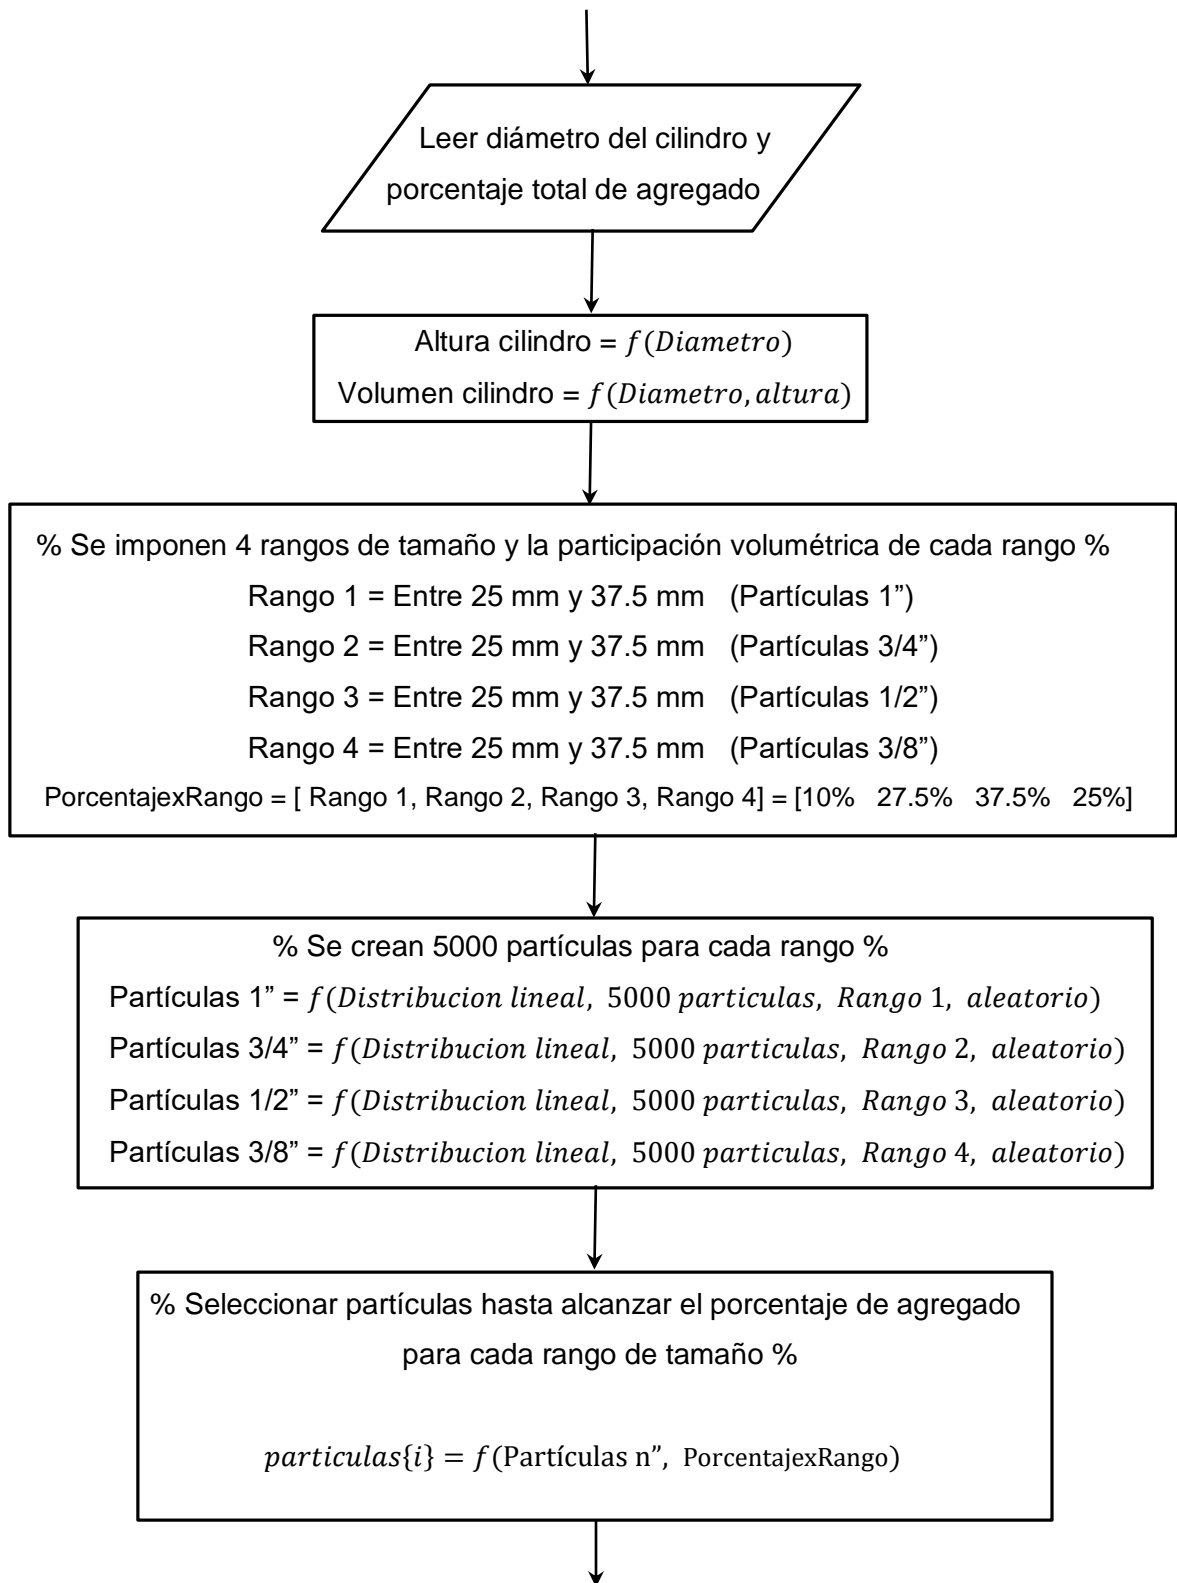 Leer diámetro del cilindro y
porcentaje total de agregado
Altura cilindro = f(Diametro)
Volumen cilindro = f(Diametro, altura)
% Se imponen 4 rangos de tamaño y la participación volumétrica de cada rango %
Rango 1 = Entre 25 mm y 37.5 mm (Partículas 1”)
Rango 2 = Entre 25 mm y 37.5 mm (Partículas 3/4”)
Rango 3 = Entre 25 mm y 37.5 mm (Partículas 1/2”)
Rango 4 = Entre 25 mm y 37.5 mm (Partículas 3/8”)
PorcentajexRango = [ Rango 1, Rango 2, Rango 3, Rango 4] = [10% 27.5% 37.5% 25%]
% Se crean 5000 partículas para cada rango %
Partículas 1” = f(Distribucion lineal, 5000 particulas, Rango 1, aleatorio)
Partículas 3/4” = f(Distribucion lineal, 5000 particulas, Rango 2, aleatorio)
Partículas 1/2” = f(Distribucion lineal, 5000 particulas, Rango 3, aleatorio)
Partículas 3/8” = f(Distribucion lineal, 5000 particulas, Rango 4, aleatorio)
% Seleccionar partículas hasta alcanzar el porcentaje de agregado
para cada rango de tamaño %
particulas{i} = f(Partículas n”, PorcentajexRango)